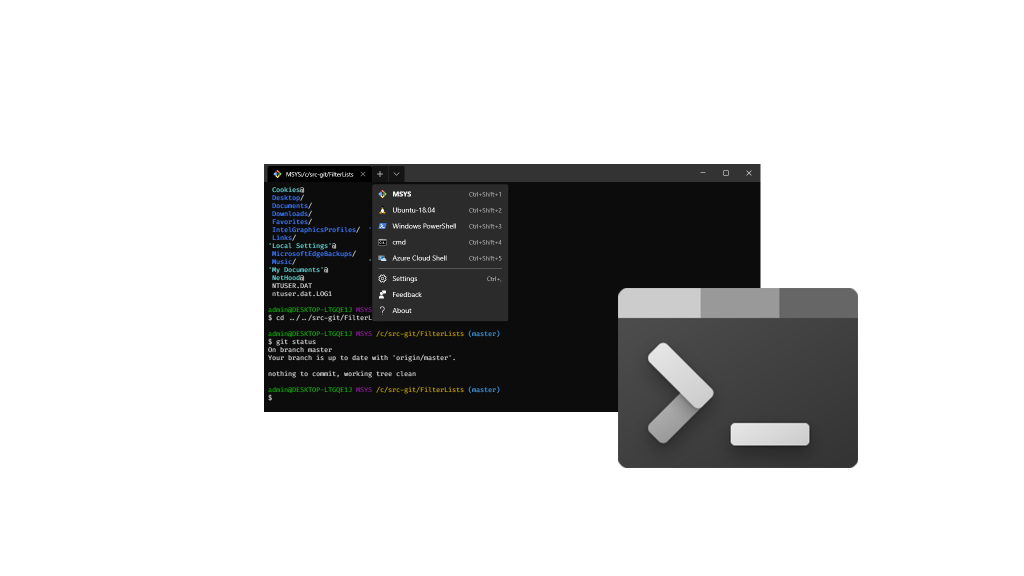 MSYS:/c/src-git/FilterLists
Cookies@
Desktop/
Documents/
Downloads/
Favorites/
IntelGraphicsProfiles/
Links/
'Local Settings'@
MicrosoftEdgeBackups/
Music/
'My Documents'@
NetHood@
NTUSER.DAT
ntuser.dat.LOG1
MSYS Ctrl+Shift+1
Ubuntu-18.04 Ctrl+Shift+2
Windows PowerShell Ctrl+Shift+3
cmd Ctrl+Shift+4
Azure Cloud Shell Ctrl+Shift+5
Settings Ctrl+,
Feedback
About
admin@DESKTOP-LTGQE1J MSYS
$ cd ../../src-git/FilterL
admin@DESKTOP-LTGQE1J MSYS /c/src-git/FilterLists (master)
$ git status
On branch master
Your branch is up to date with 'origin/master'.
nothing to commit, working tree clean
admin@DESKTOP-LTGQE1J MSYS /c/src-git/FilterLists (master)
$